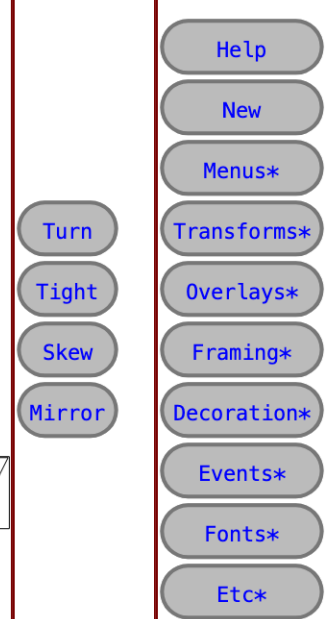 Help
New
Menus*
Turn
Transforms*
Tight
Overlays*
Skew
Framing*
Mirror
Decoration*
Events*
Fonts*
Etc*